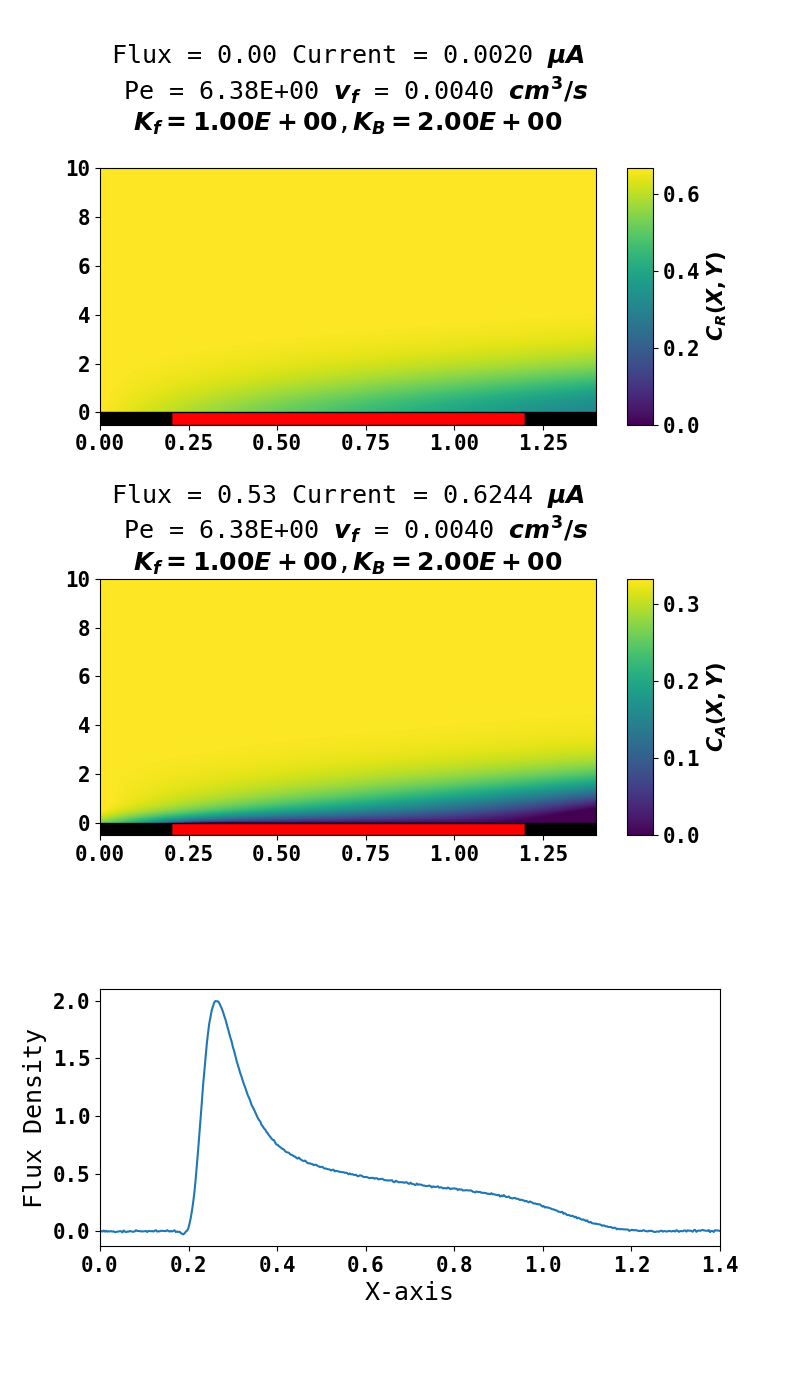 Flux = 0.00 Current = 0.0020 μA
Pe = 6.38E+00 v_f = 0.0040 cm³/s
K_f = 1.00E + 00, K_B = 2.00E + 00
10
8
6
4
2
0
0.00 0.25 0.50 0.75 1.00 1.25
0.6
0.4
0.2
0.0
C_R(X, Y)
Flux = 0.53 Current = 0.6244 μA
Pe = 6.38E+00 v_f = 0.0040 cm³/s
K_f = 1.00E + 00, K_B = 2.00E + 00
10
8
6
4
2
0
0.00 0.25 0.50 0.75 1.00 1.25
0.3
0.2
0.1
0.0
C_A(X, Y)
Flux Density
2.0
1.5
1.0
0.5
0.0
0.0 0.2 0.4 0.6 0.8 1.0 1.2 1.4
X-axis